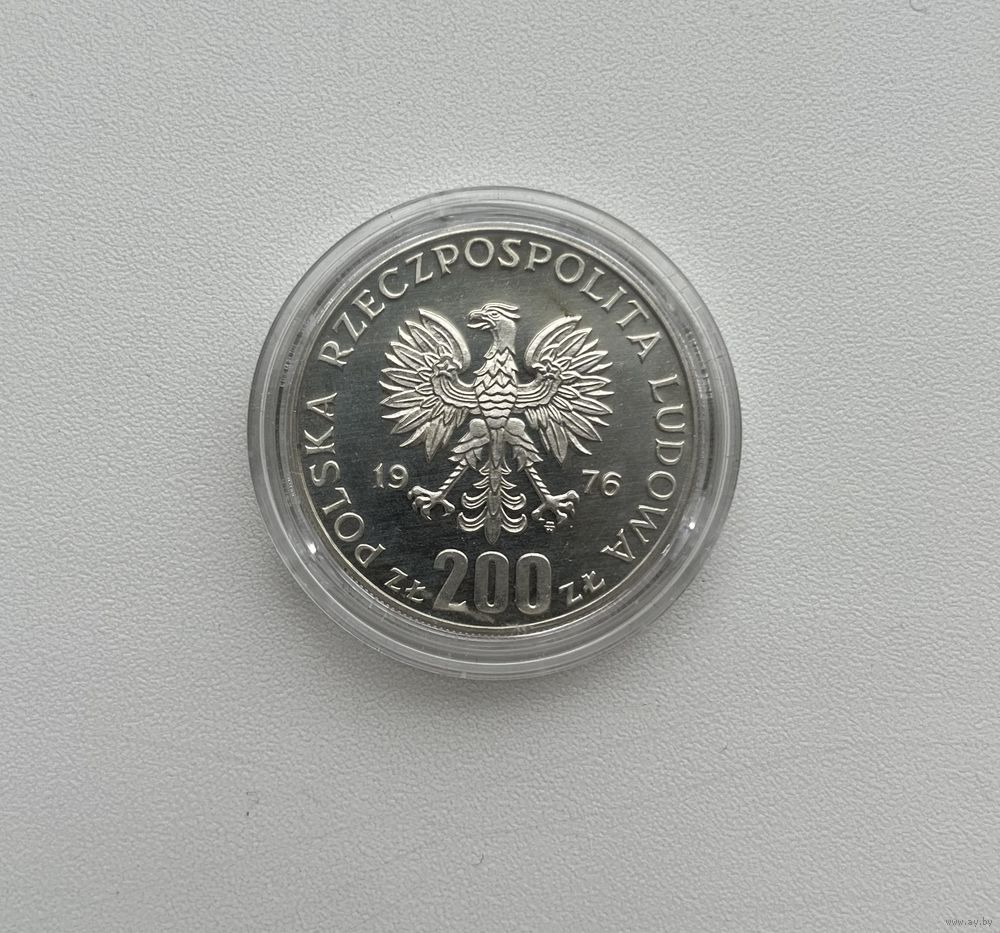 POLSKA RZECZPOSPOLITA LUDOWA
19 76
zł 200 zł
www.ay.by